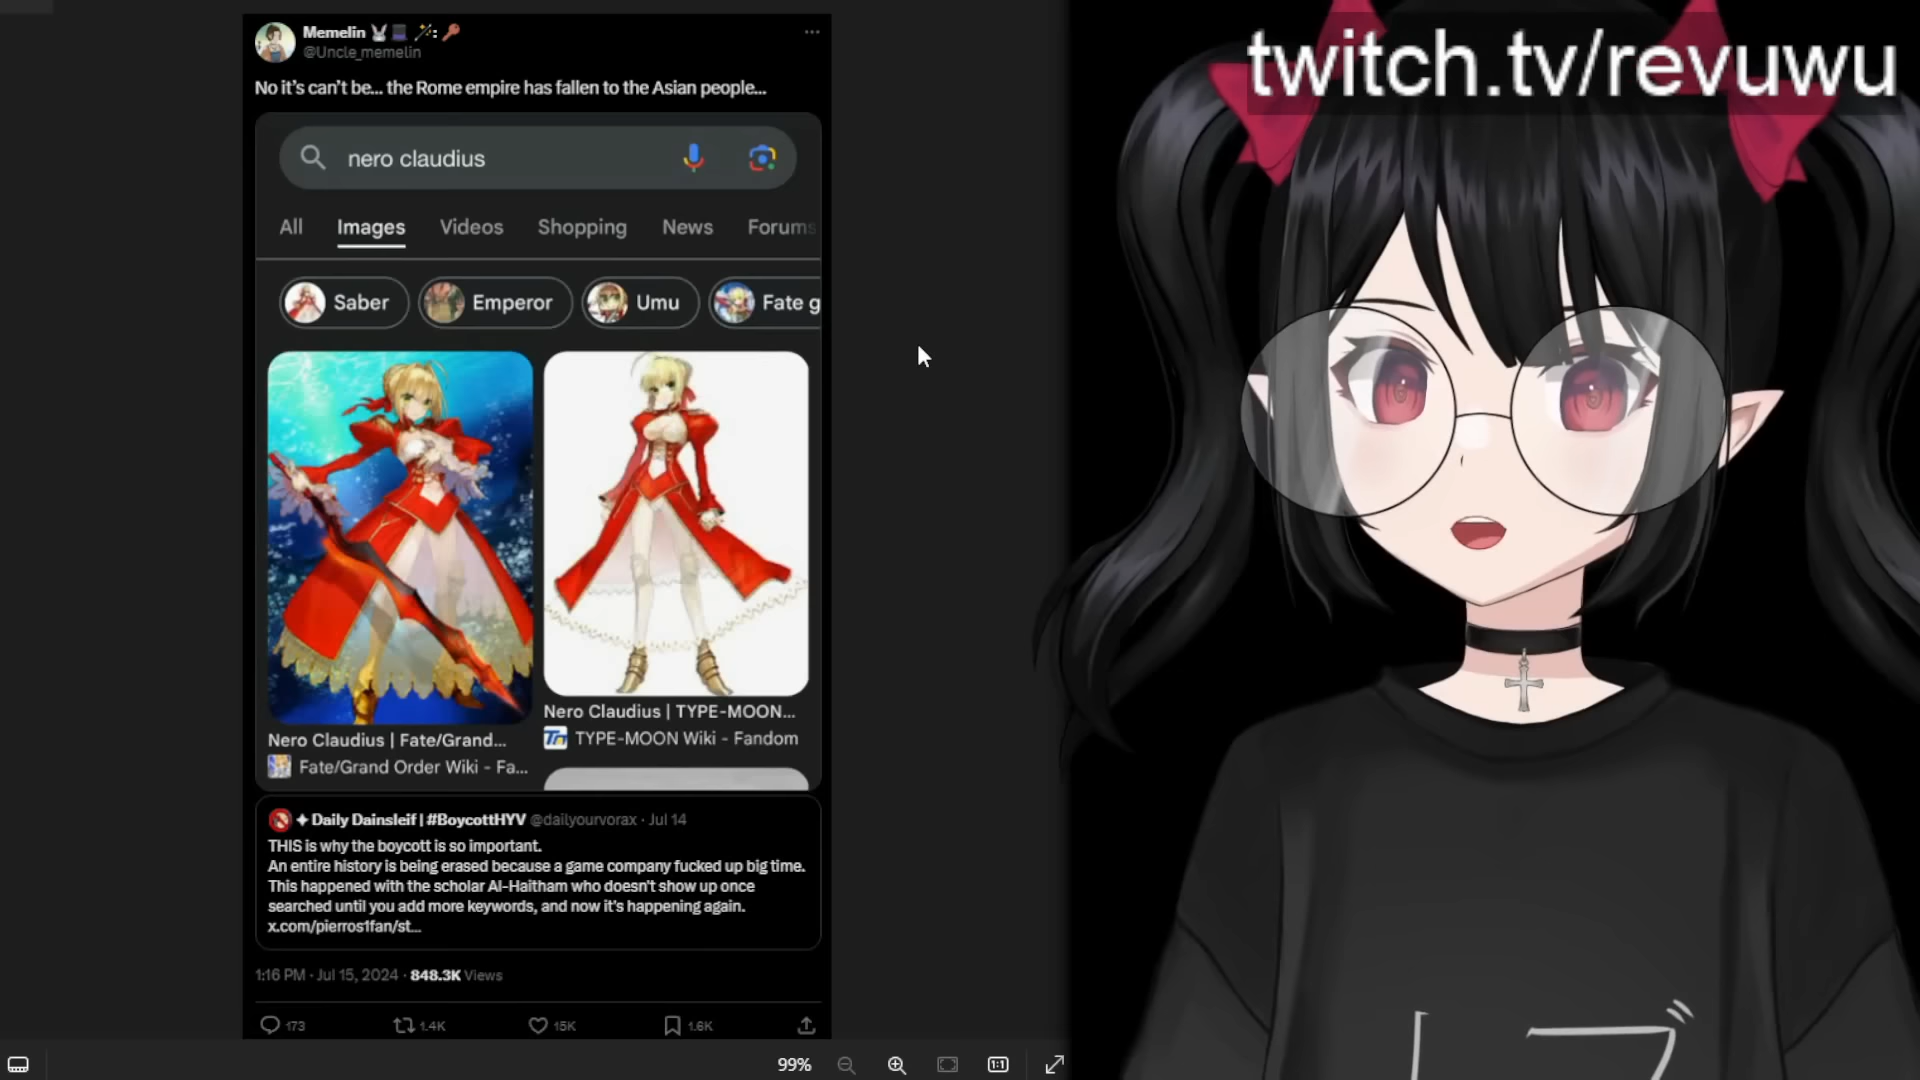 Memelin
@Uncle_memelin
No it's can't be... the Rome empire has fallen to the Asian people...
nero claudius
All Images Videos Shopping News Forums
Saber Emperor Umu Fate g
Nero Claudius | Fate/Grand...
Fate/Grand Order Wiki - Fa...
Nero Claudius | TYPE-MOON...
TYPE-MOON Wiki - Fandom
Daily Dainsleif | #BoycottHYV @dailyourvorax · Jul 14
THIS is why the boycott is so important.
An entire history is being erased because a game company fucked up big time.
This happened with the scholar Al-Haitham who doesn't show up once
searched until you add more keywords, and now it's happening again.
x.com/pierros1fan/st...
1:16 PM · Jul 15, 2024 · 848.3K Views
173 1.4K 15K 1.6K
99% 1:1
twitch.tv/revuwu